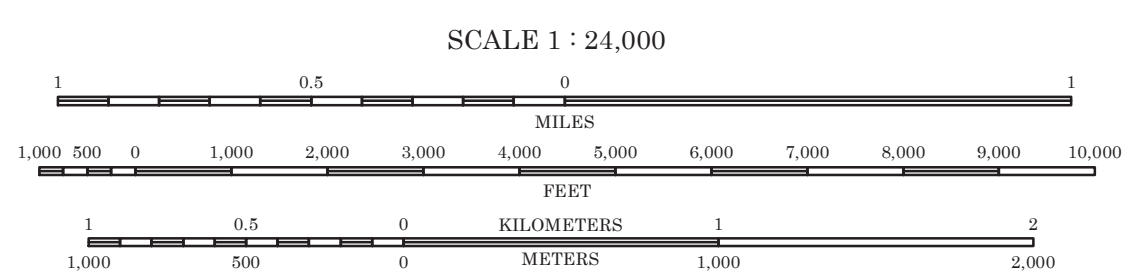 SCALE 1 : 24,000
1 0.5 0 1
MILES
1,000 500 0 1,000 2,000 3,000 4,000 5,000 6,000 7,000 8,000 9,000 10,000
FEET
1 0.5 0 KILOMETERS 1 2
1,000 500 0 METERS 1,000 2,000